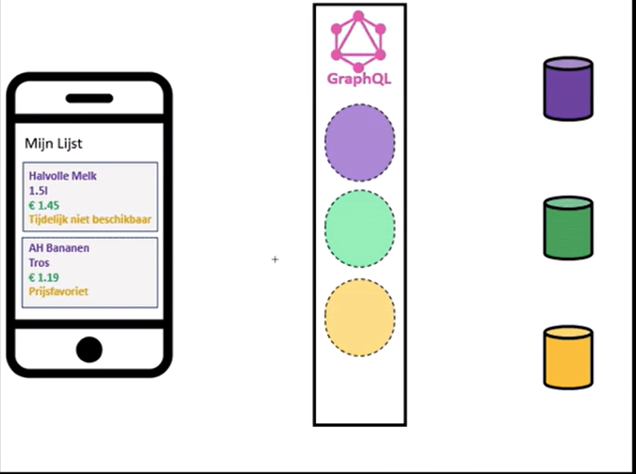 GraphQL
Mijn Lijst
Halvolle Melk
1.5l
€ 1.45
Tijdelijk niet beschikbaar
AH Bananen
Tros
€ 1.19
Prijsfavoriet